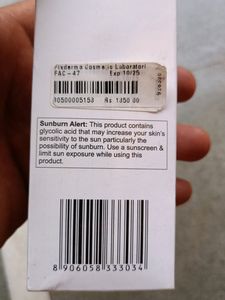 Fixderma Cosmetic Laboratori
FAC-47 Exp:10/25
10500005158 Rs 1350.00
Sunburn Alert: This product contains
glycolic acid that may increase your skin's
sensitivity to the sun particularly the
possibility of sunburn. Use a sunscreen &
limit sun exposure while using this
product.
8 906058 333034